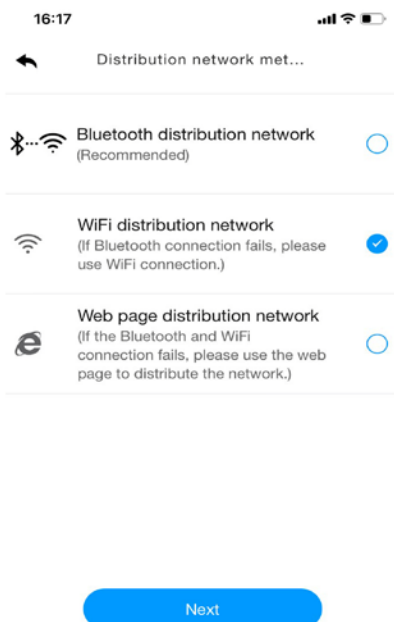 16:17
Distribution network met...
Bluetooth distribution network
(Recommended)
WiFi distribution network
(If Bluetooth connection fails, please
use WiFi connection.)
Web page distribution network
(If the Bluetooth and WiFi
connection fails, please use the web
page to distribute the network.)
Next